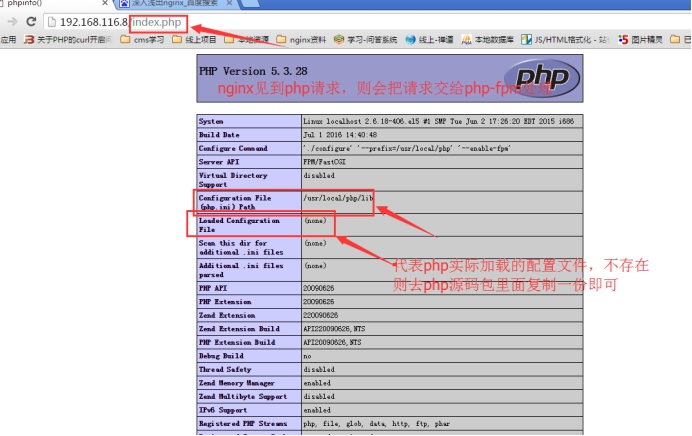 phpinfo()
深入浅出nginx_百度搜索
192.168.116.8/index.php
应用 关于PHP的curl开启问 cms学习 线上项目 本地资源 nginx资料 学习-问答系统 线上-禅道 本地数据库 JS/HTML格式化 - 站 图片精灵 已
PHP Version 5.3.28
php
nginx见到php请求，则会把请求交给php-fpm
System Linux localhost 2.6.18-406.el5 #1 SMP Tue Jun 2 17:26:20 EDT 2015 i686
Build Date Jul 1 2016 14:40:48
Configure Command './configure' '--prefix=/usr/local/php' '--enable-fpm'
Server API FPM/FastCGI
Virtual Directory Support disabled
Configuration File (php.ini) Path /usr/local/php/lib
Loaded Configuration File (none)
Scan this dir for additional .ini files (none)
Additional .ini files parsed (none)
代表php实际加载的配置文件，不存在
则去php源码包里面复制一份即可
PHP API 20090626
PHP Extension 20090626
Zend Extension 220090626
Zend Extension Build API220090626,NTS
PHP Extension Build API20090626,NTS
Debug Build no
Thread Safety disabled
Zend Memory Manager enabled
Zend Multibyte Support disabled
IPv6 Support enabled
Registered PHP Streams php, file, glob, data, http, ftp, phar